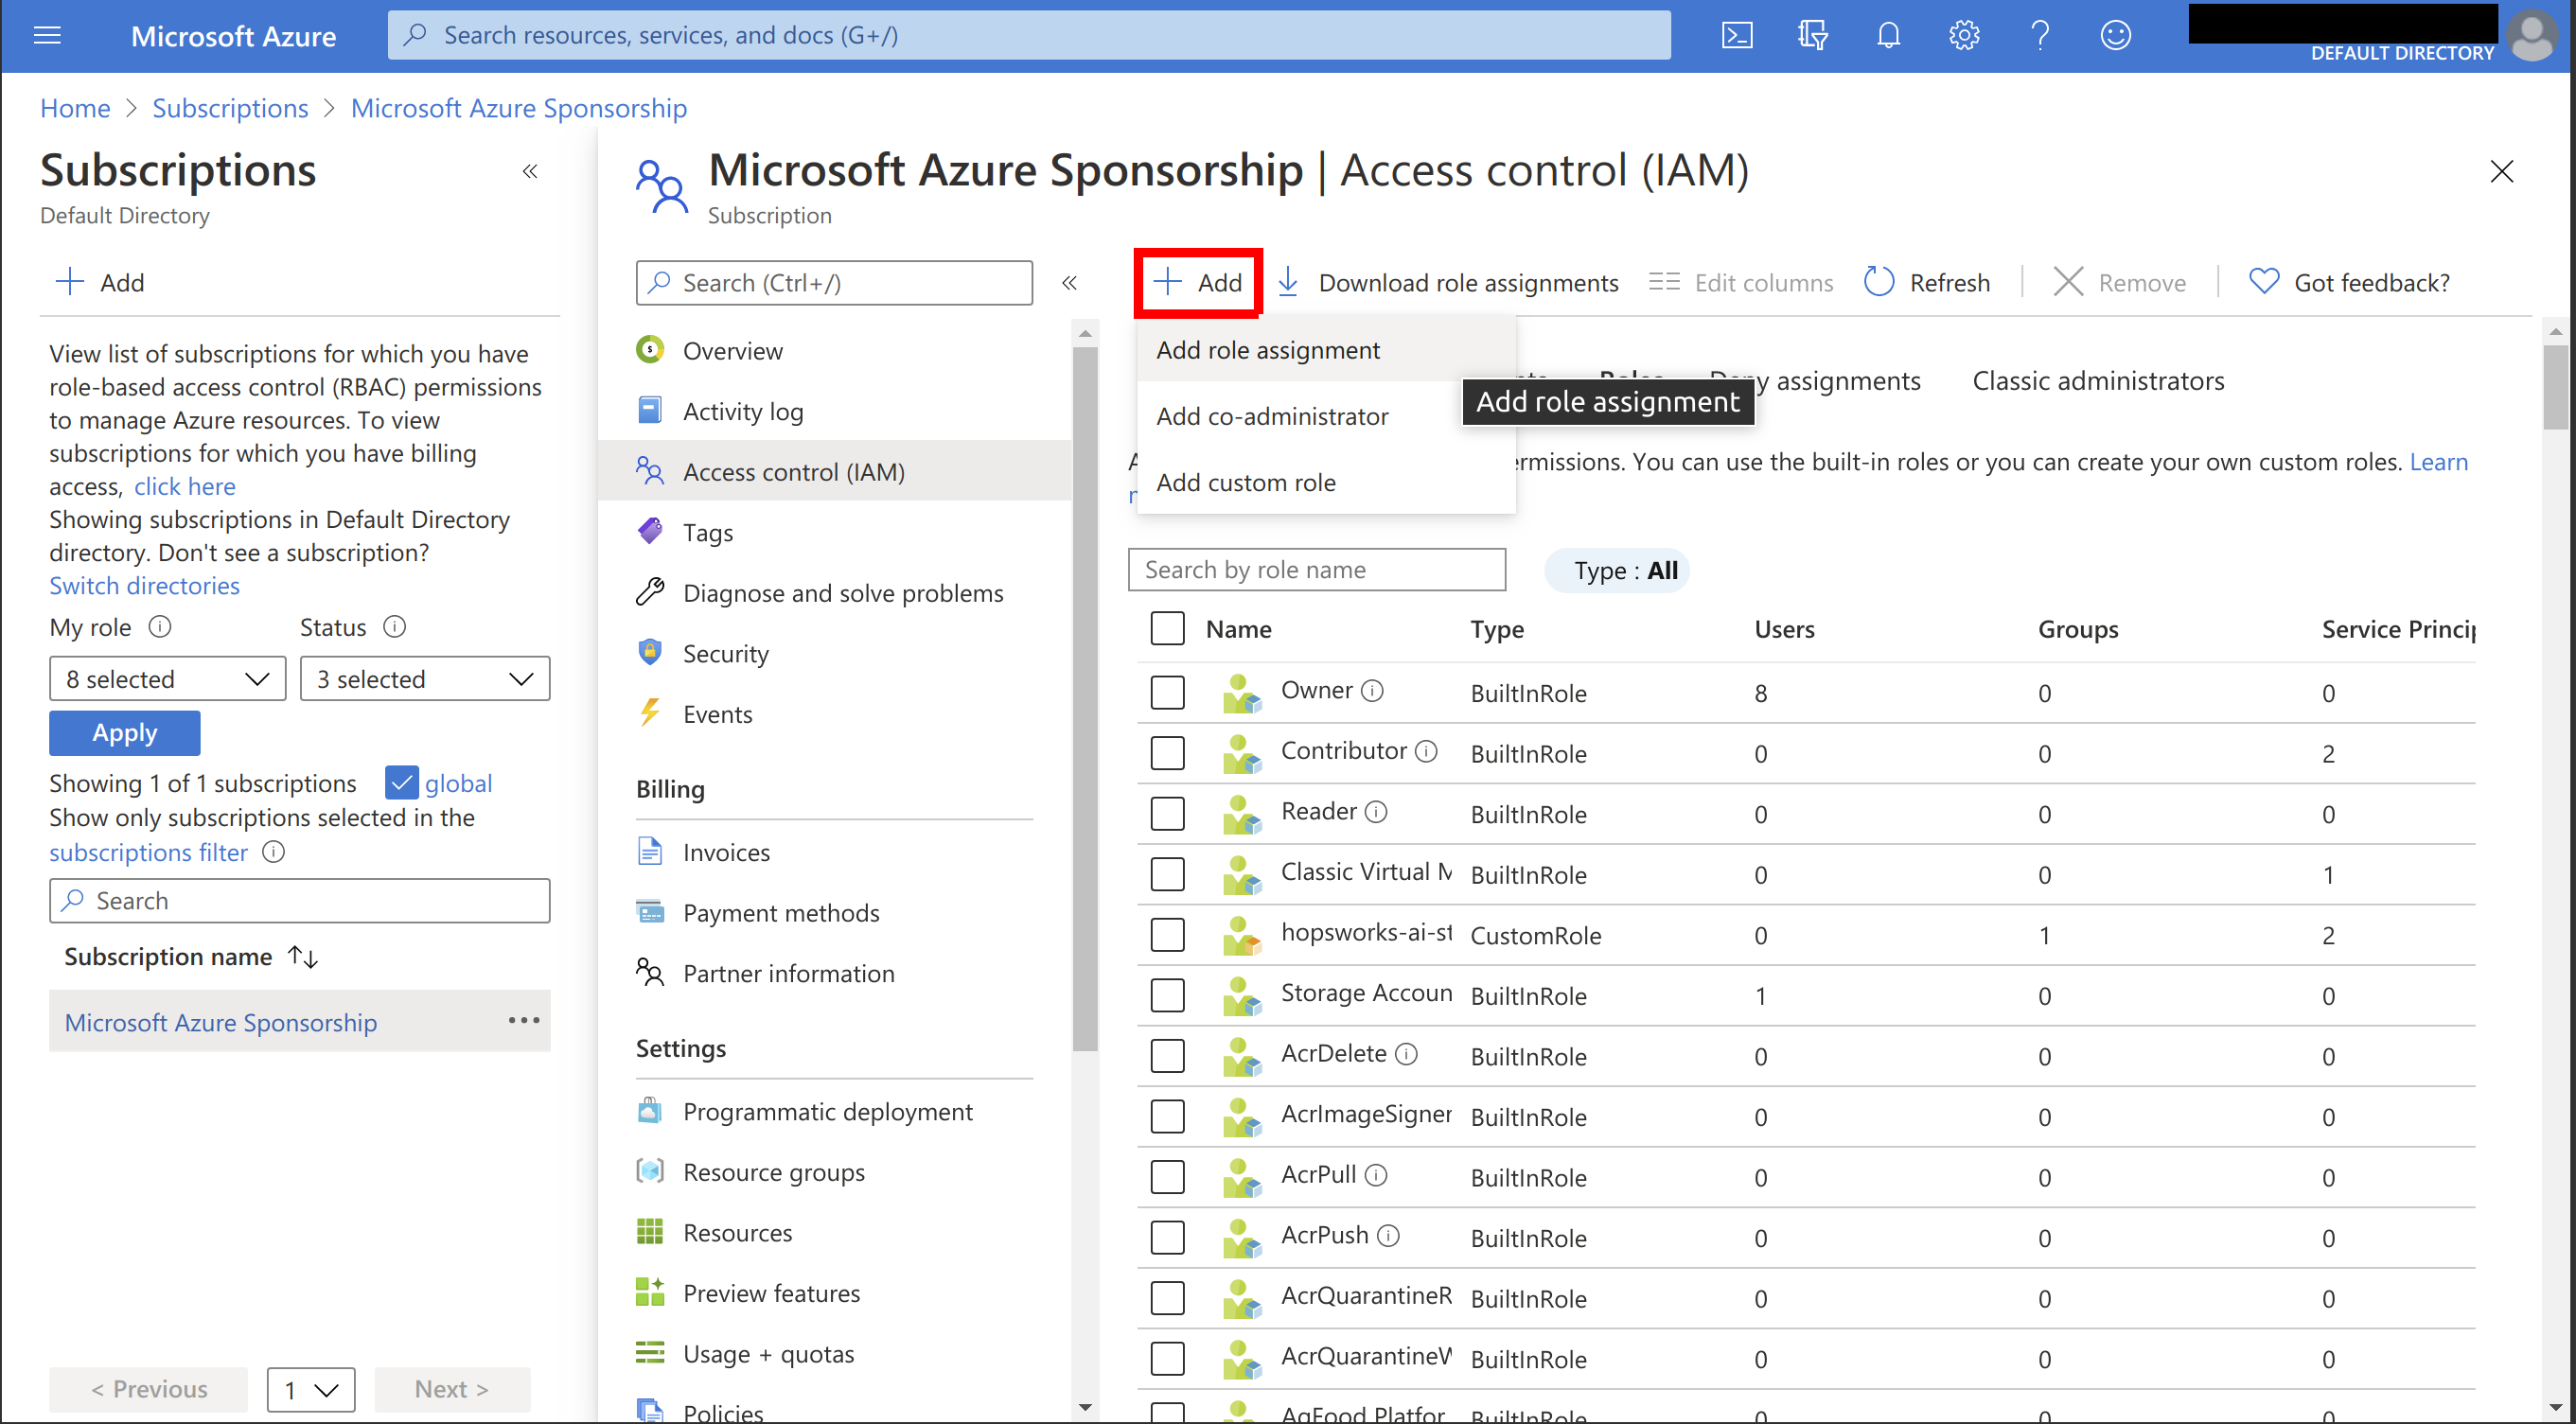 Microsoft Azure
Search resources, services, and docs (G+/)
DEFAULT DIRECTORY
Home > Subscriptions > Microsoft Azure Sponsorship
Subscriptions
Default Directory
Add
View list of subscriptions for which you have
role-based access control (RBAC) permissions
to manage Azure resources. To view
subscriptions for which you have billing
access, click here
Showing subscriptions in Default Directory
directory. Don't see a subscription?
Switch directories
My role Status
8 selected 3 selected
Apply
Showing 1 of 1 subscriptions global
Show only subscriptions selected in the
subscriptions filter
Search
Subscription name
Microsoft Azure Sponsorship
< Previous 1 Next >
Microsoft Azure Sponsorship | Access control (IAM)
Subscription
Search (Ctrl+/)
Overview
Activity log
Access control (IAM)
Tags
Diagnose and solve problems
Security
Events
Billing
Invoices
Payment methods
Partner information
Settings
Programmatic deployment
Resource groups
Resources
Preview features
Usage + quotas
Policies
Add Download role assignments Edit columns Refresh Remove Got feedback?
Add role assignment
Add co-administrator
Add custom role
Add role assignment
assignments Classic administrators
ermissions. You can use the built-in roles or you can create your own custom roles. Learn
Search by role name Type : All
Name Type Users Groups Service Princip
Owner BuiltInRole 8 0 0
Contributor BuiltInRole 0 0 2
Reader BuiltInRole 0 0 0
Classic Virtual M BuiltInRole 0 0 1
hopsworks-ai-st CustomRole 0 1 2
Storage Accoun BuiltInRole 1 0 0
AcrDelete BuiltInRole 0 0 0
AcrImageSigner BuiltInRole 0 0 0
AcrPull BuiltInRole 0 0 0
AcrPush BuiltInRole 0 0 0
AcrQuarantineR BuiltInRole 0 0 0
AcrQuarantineW BuiltInRole 0 0 0
AgFood Platfor BuiltInRole 0 0 0